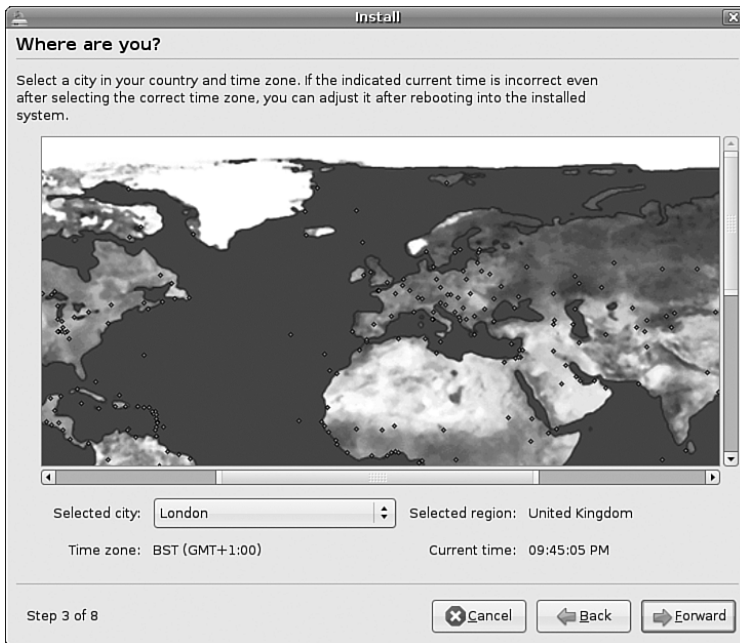 Install
Where are you?
Select a city in your country and time zone. If the indicated current time is incorrect even
after selecting the correct time zone, you can adjust it after rebooting into the installed
system.
Selected city: London Selected region: United Kingdom
Time zone: BST (GMT+1:00) Current time: 09:45:05 PM
Step 3 of 8 Cancel Back Forward